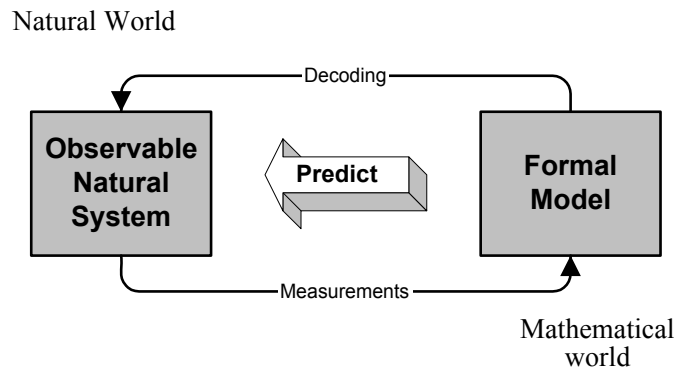 Natural World
Decoding
Observable
Natural
System
Predict
Formal
Model
Measurements
Mathematical
world